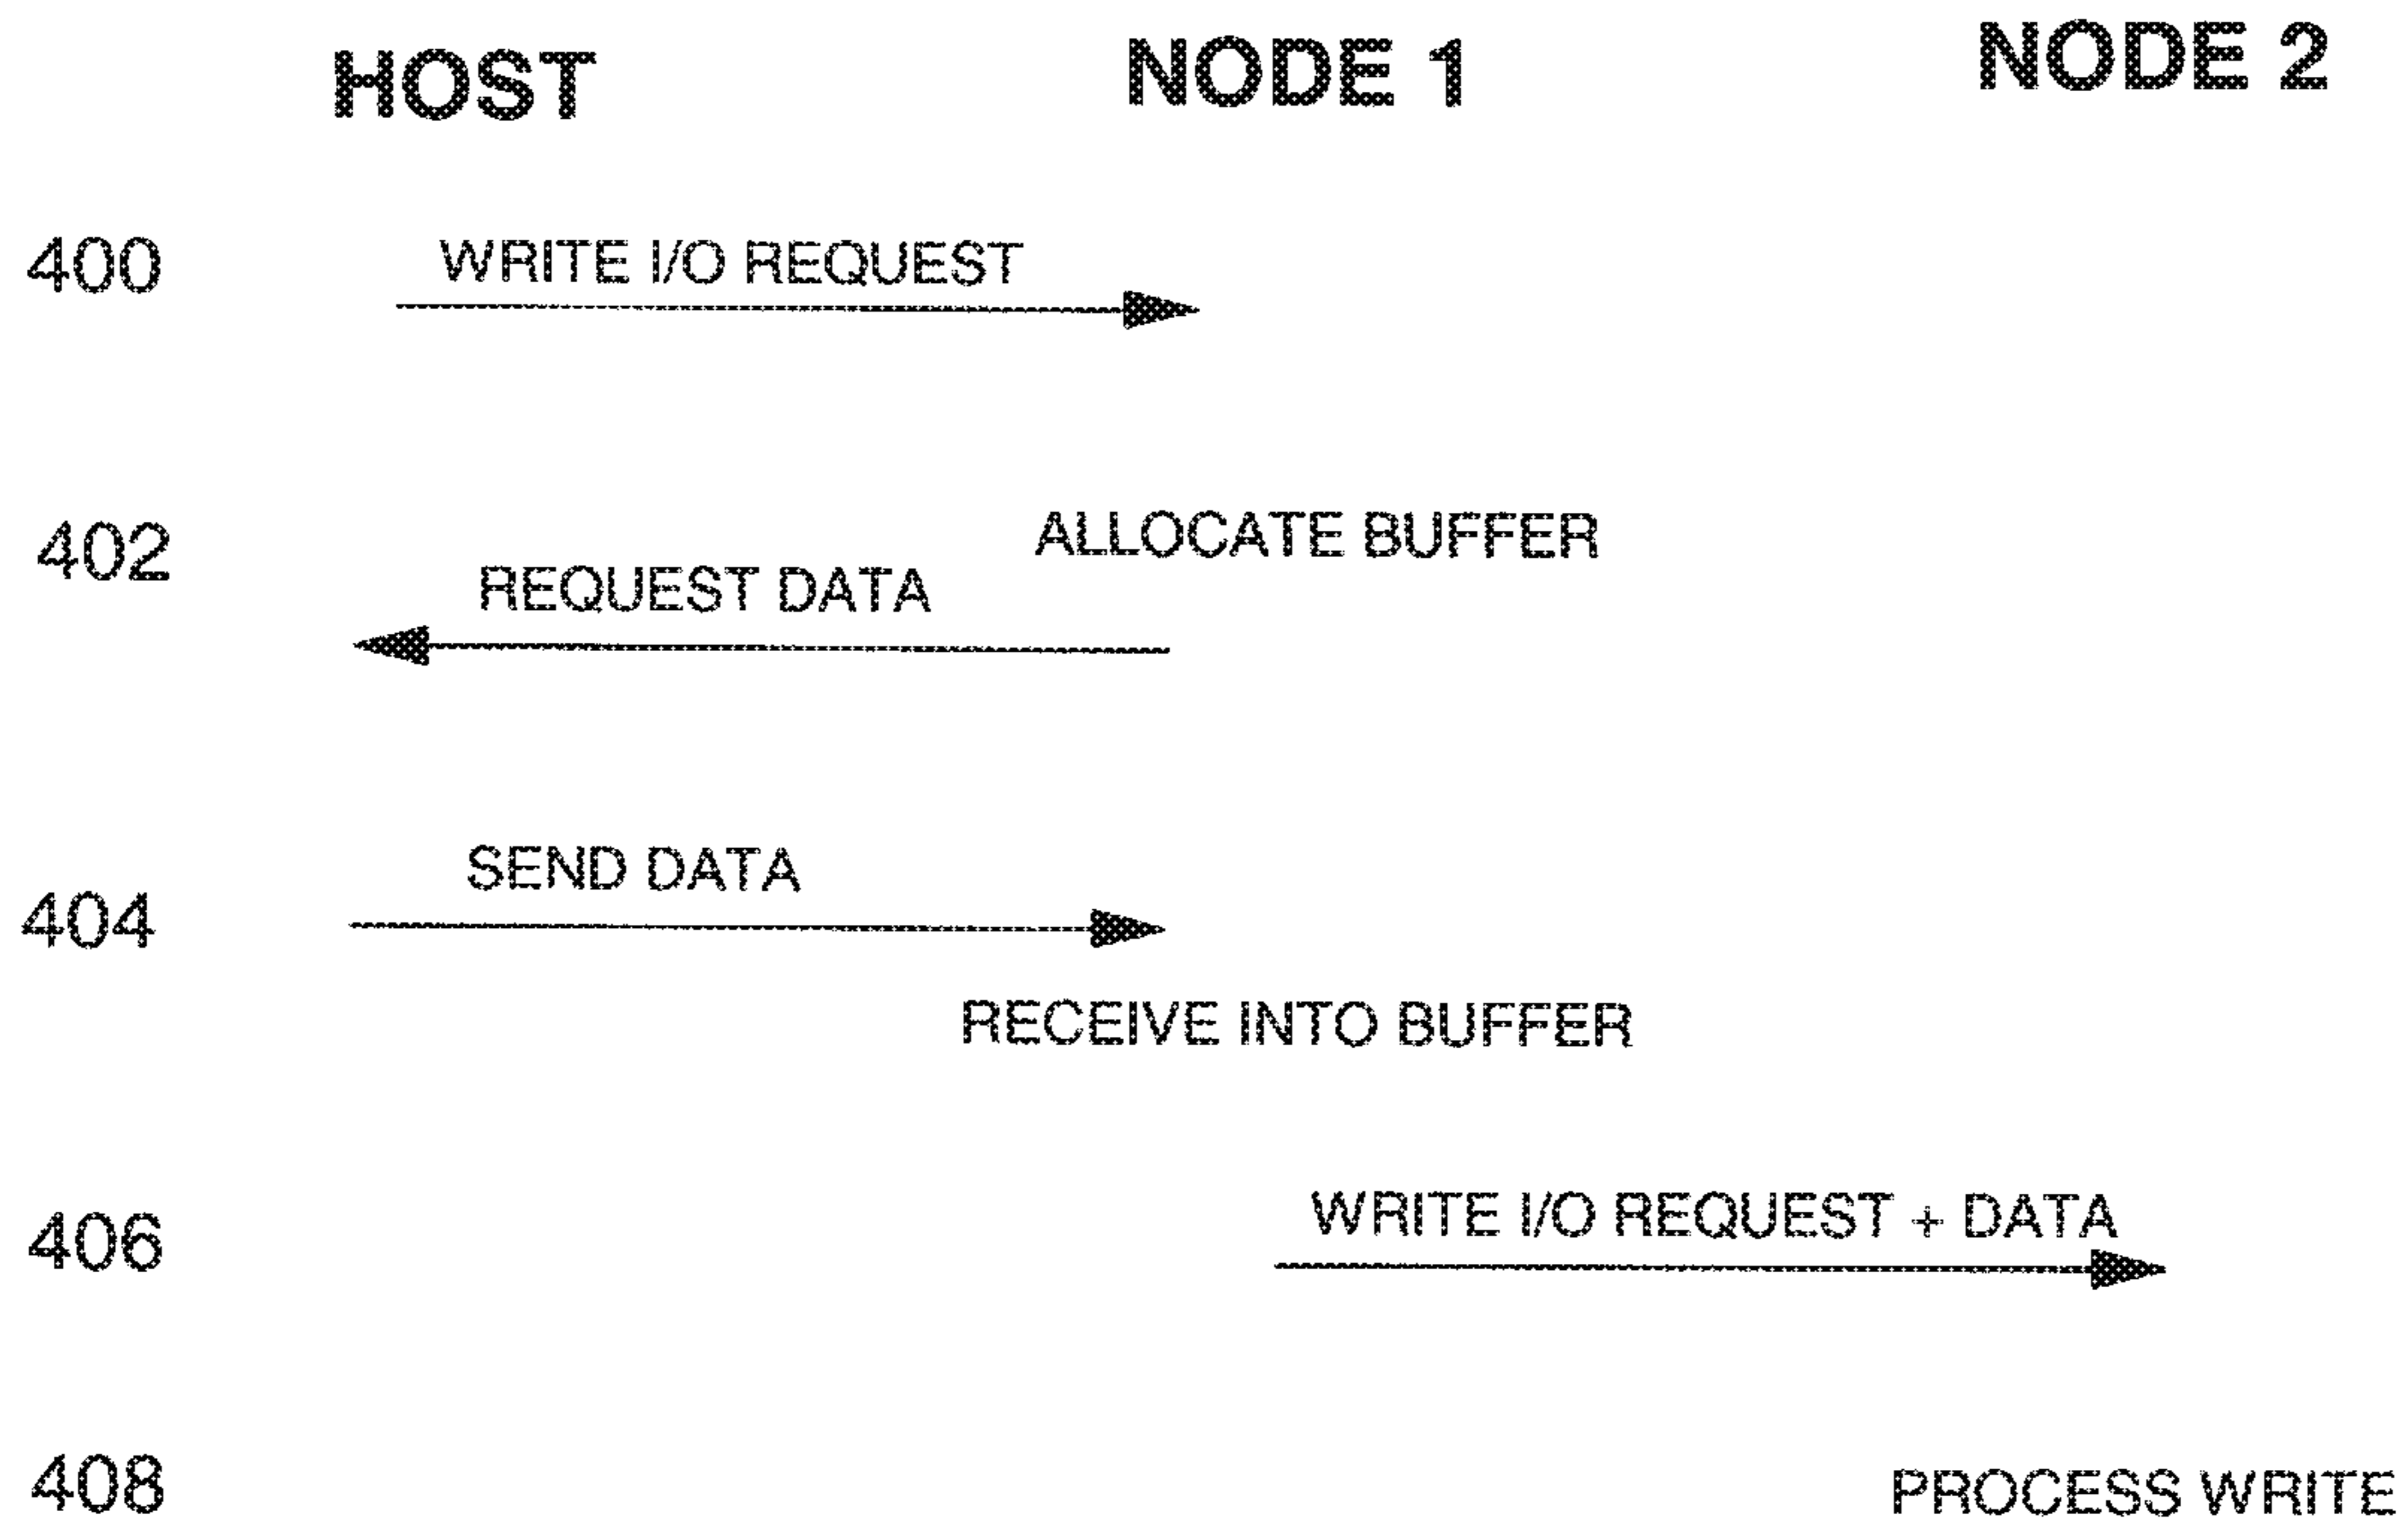 HOST NODE 1 NODE 2
400 WRITE I/O REQUEST
402 ALLOCATE BUFFER
REQUEST DATA
SEND DATA
404
RECEIVE INTO BUFFER
WRITE I/O REQUEST + DATA
406
408 PROCESS WRITE